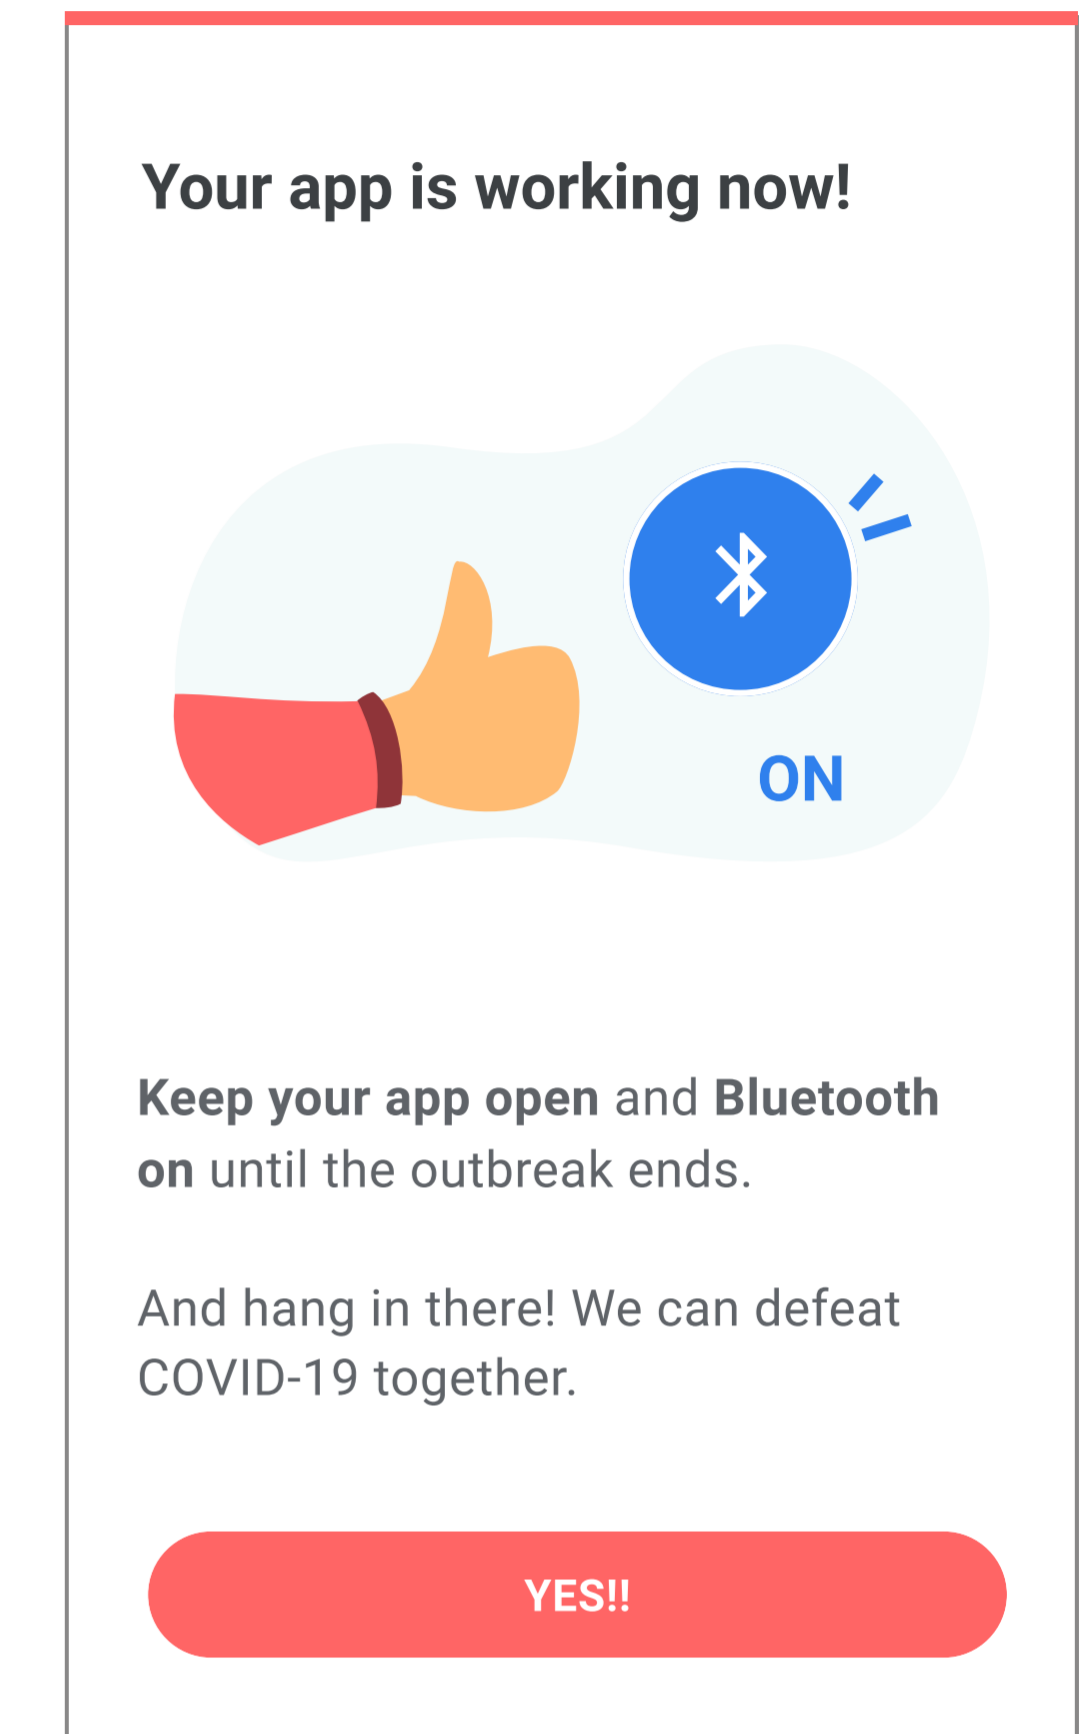 Your app is working now!
ON
Keep your app open and Bluetooth
on until the outbreak ends.
And hang in there! We can defeat
COVID-19 together.
YES!!